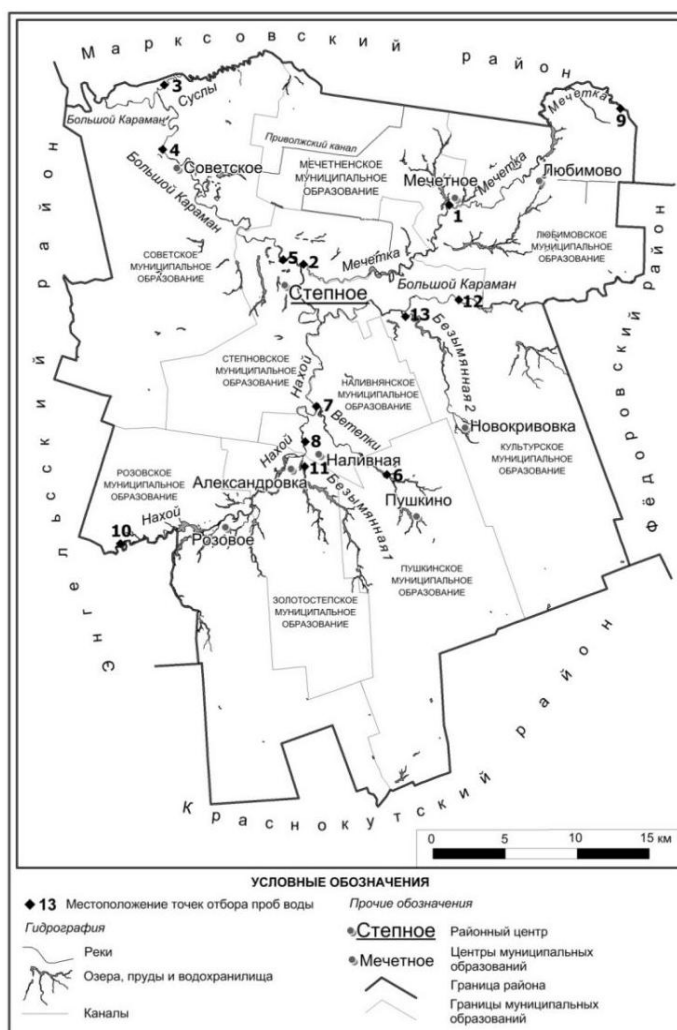 Марксовский район
3
Суслы
Большой Караман
Мечетка
9
Приволжский канал
4
Советское
МЕЧЕТНЕНСКОЕ
МУНИЦИПАЛЬНОЕ
ОБРАЗОВАНИЕ
Мечетное
Мечетка
Любимово
1
Большой Караман
ЛЮБИМОВСКОЕ
МУНИЦИПАЛЬНОЕ
ОБРАЗОВАНИЕ
СОВЕТСКОЕ
МУНИЦИПАЛЬНОЕ
ОБРАЗОВАНИЕ
5
2
Мечетка
Степное
Большой Караман
12
13
Безымянная 2
СТЕПНОВСКОЕ
МУНИЦИПАЛЬНОЕ
ОБРАЗОВАНИЕ
Нахой
НАЛИВНЯНСКОЕ
МУНИЦИПАЛЬНОЕ
ОБРАЗОВАНИЕ
7
Ветелки
Новокривовка
КУЛЬТУРСКОЕ
МУНИЦИПАЛЬНОЕ
ОБРАЗОВАНИЕ
8
Нахой
Наливная
11
Александровка
Безымянная 1
6
Пушкино
РОЗОВСКОЕ
МУНИЦИПАЛЬНОЕ
ОБРАЗОВАНИЕ
Нахой
10
Розовое
ПУШКИНСКОЕ
МУНИЦИПАЛЬНОЕ
ОБРАЗОВАНИЕ
ЗОЛОТОСТЕПСКОЕ
МУНИЦИПАЛЬНОЕ
ОБРАЗОВАНИЕ
Энгельсский район
Фёдоровский район
Краснокутский район
0 5 10 15 км
УСЛОВНЫЕ ОБОЗНАЧЕНИЯ
13 Местоположение точек отбора проб воды
Гидрография
Реки
Озера, пруды и водохранилища
Каналы
Прочие обозначения
Степное Районный центр
Мечетное Центры муниципальных
образований
Граница района
Границы муниципальных
образований